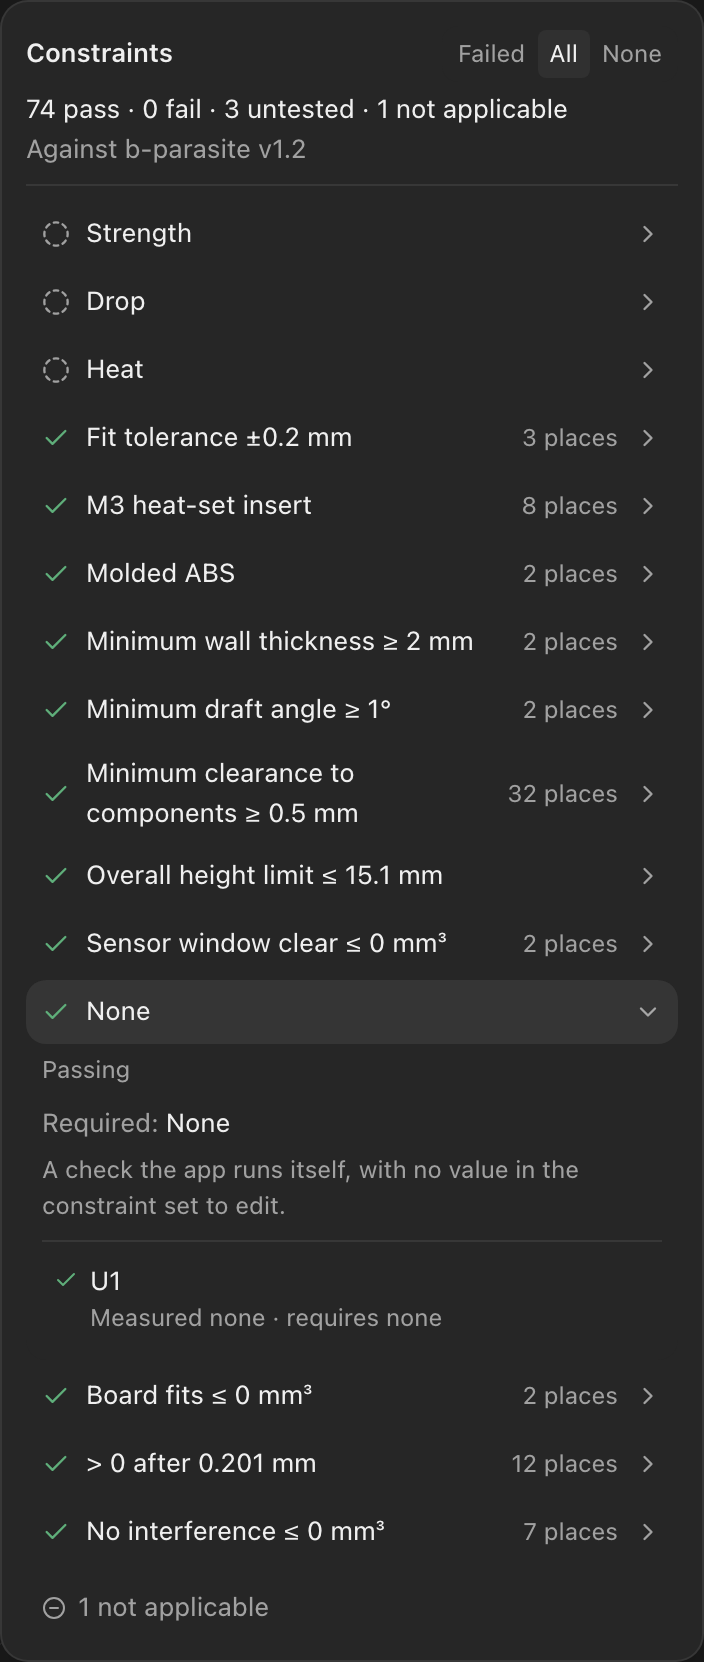 Constraints
Failed All None
74 pass · 0 fail · 3 untested · 1 not applicable
Against b-parasite v1.2
Strength
Drop
Heat
Fit tolerance ±0.2 mm 3 places
M3 heat-set insert 8 places
Molded ABS 2 places
Minimum wall thickness ≥ 2 mm 2 places
Minimum draft angle ≥ 1° 2 places
Minimum clearance to
components ≥ 0.5 mm 32 places
Overall height limit ≤ 15.1 mm
Sensor window clear ≤ 0 mm³ 2 places
None
Passing
Required: None
A check the app runs itself, with no value in the
constraint set to edit.
U1
Measured none · requires none
Board fits ≤ 0 mm³ 2 places
> 0 after 0.201 mm 12 places
No interference ≤ 0 mm³ 7 places
1 not applicable